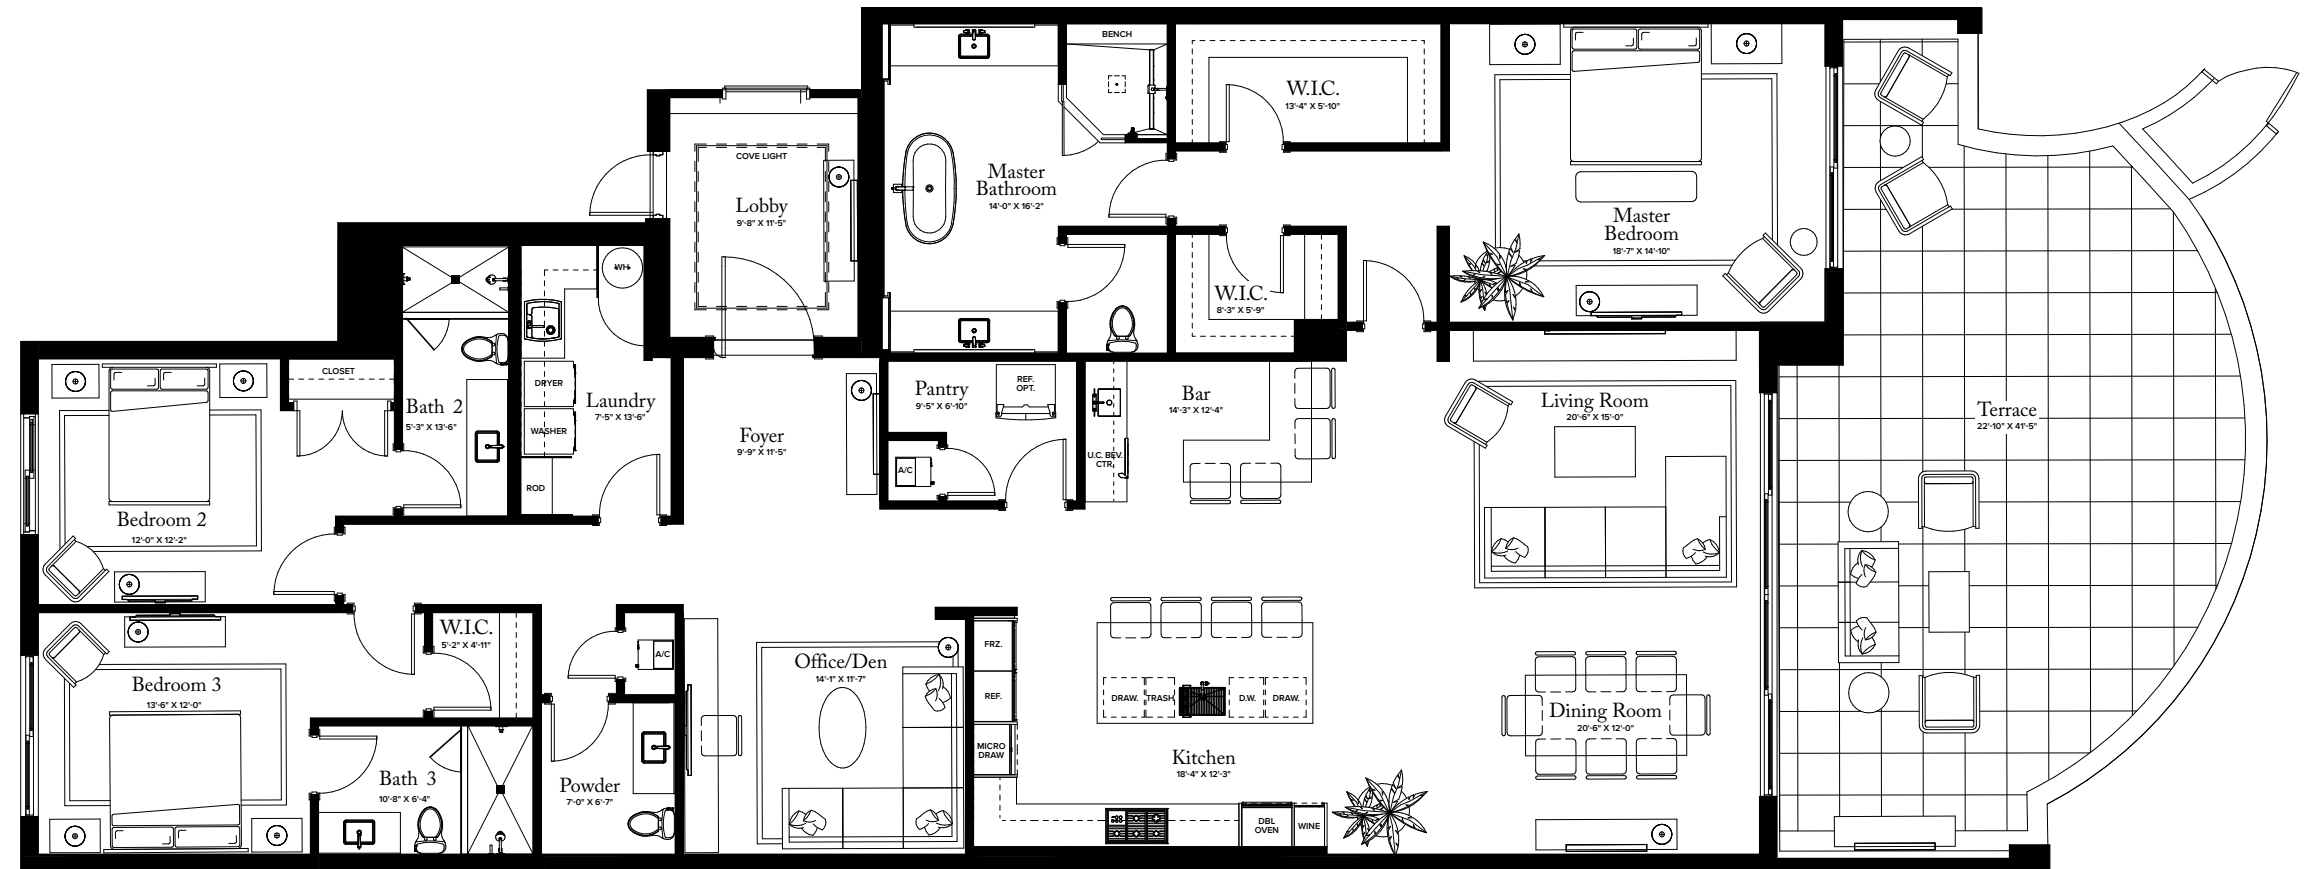 BENCH
W.I.C.
13'-4" X 5'-10"
COVE LIGHT
Lobby
9'-8" X 11'-5"
Master
Bathroom
14'-0" X 16'-2"
Master
Bedroom
18'-7" X 14'-10"
WH
W.I.C.
8'-3" X 5'-9"
CLOSET
DRYER
WASHER
ROD
Laundry
7'-5" X 13'-6"
Bath 2
5'-3" X 13'-6"
Foyer
9'-9" X 11'-5"
Pantry
9'-5" X 6'-10"
REF.
OPT.
A/C
Bar
14'-3" X 12'-4"
U.C. BEV.
CTR.
Living Room
20'-6" X 15'-0"
Terrace
22'-10" X 41'-5"
Bedroom 2
12'-0" X 12'-2"
W.I.C.
5'-2" X 4'-11"
A/C
Bedroom 3
13'-6" X 12'-0"
Office/Den
14'-1" X 11'-7"
FRZ.
REF.
MICRO
DRAW
DRAW.
TRASH
D.W.
DRAW.
Kitchen
18'-4" X 12'-3"
Dining Room
20'-6" X 12'-0"
Bath 3
10'-8" X 6'-4"
Powder
7'-0" X 6'-7"
DBL
OVEN
WINE